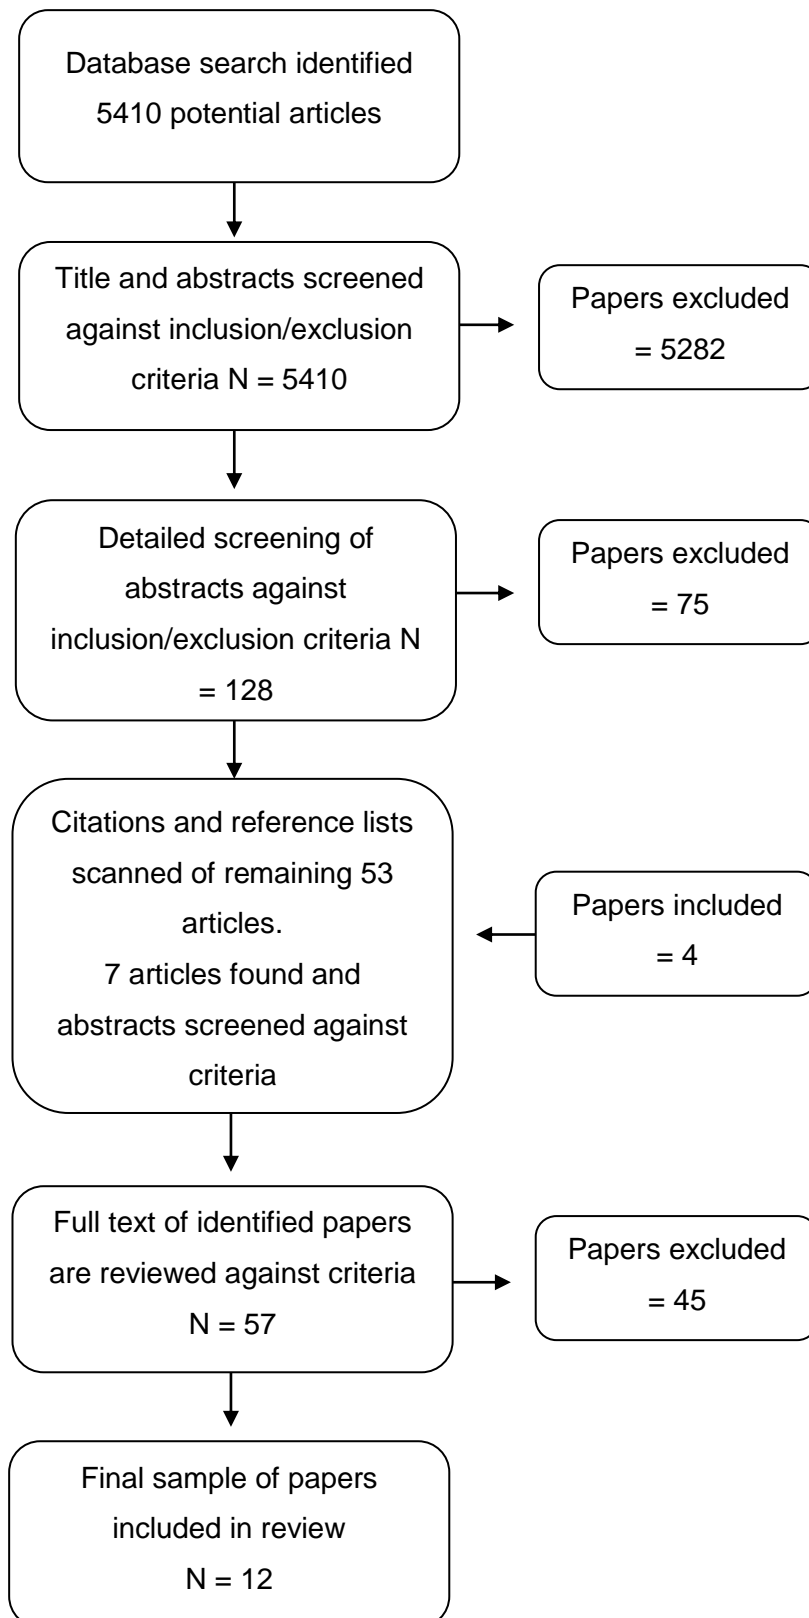 Database search identified
5410 potential articles
Title and abstracts screened
against inclusion/exclusion
criteria N = 5410
Papers excluded
= 5282
Detailed screening of
abstracts against
inclusion/exclusion criteria N
= 128
Papers excluded
= 75
Citations and reference lists
scanned of remaining 53
articles.
7 articles found and
abstracts screened against
criteria
Papers included
= 4
Full text of identified papers
are reviewed against criteria
N = 57
Papers excluded
= 45
Final sample of papers
included in review
N = 12